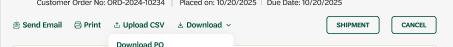 Customer Order No: ORD-2024-10234 | Placed on: 10/20/2025 | Due Date: 10/20/2025
Send Email Print Upload CSV Download SHIPMENT CANCEL
Download PO